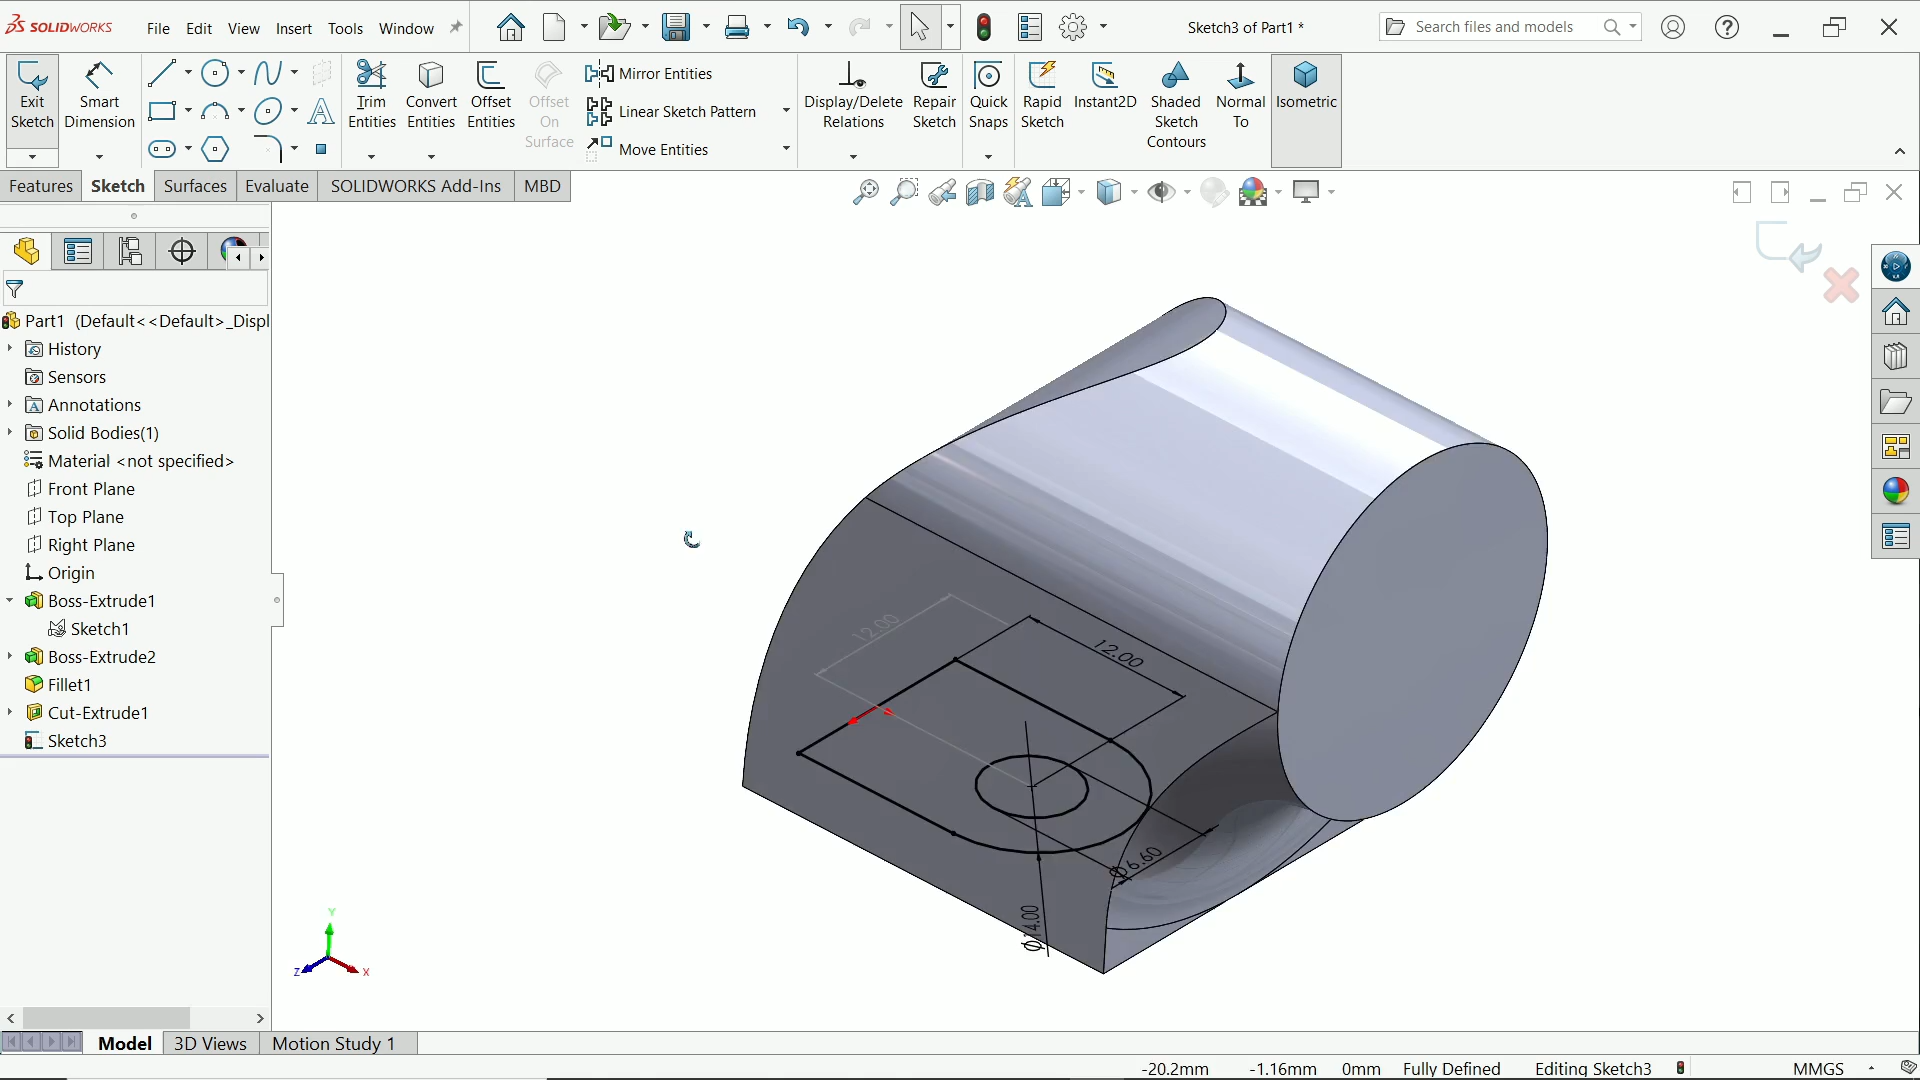 SOLIDWORKS File Edit View Insert Tools Window
Sketch3 of Part1 *
Search files and models
Exit Sketch
Smart Dimension
Trim Entities
Convert Entities
Offset Entities
Offset On Surface
Mirror Entities
Linear Sketch Pattern
Move Entities
Display/Delete Relations
Repair Sketch
Quick Snaps
Rapid Sketch
Instant2D
Shaded Sketch Contours
Normal To
Isometric
Features Sketch Surfaces Evaluate SOLIDWORKS Add-Ins MBD
Part1 (Default<<Default>_Displ
History
Sensors
Annotations
Solid Bodies(1)
Material <not specified>
Front Plane
Top Plane
Right Plane
Origin
Boss-Extrude1
Sketch1
Boss-Extrude2
Fillet1
Cut-Extrude1
Sketch3
12.00
12.00
ϕ6.60
ϕ14.00
Y
Z
X
Model 3D Views Motion Study 1
-20.2mm -1.16mm 0mm Fully Defined Editing Sketch3 MMGS